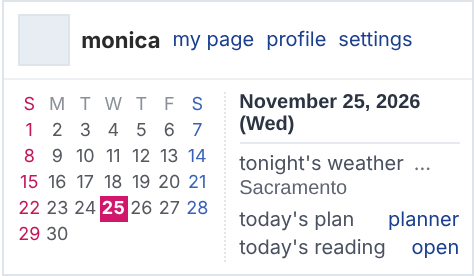 monica my page profile settings
S M T W T F S
1 2 3 4 5 6 7
8 9 10 11 12 13 14
15 16 17 18 19 20 21
22 23 24 25 26 27 28
29 30
November 25, 2026
(Wed)
tonight's weather ...
Sacramento
today's plan planner
today's reading open